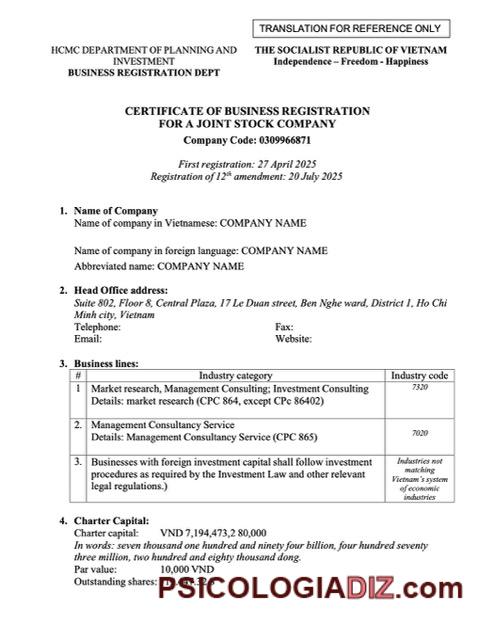 TRANSLATION FOR REFERENCE ONLY
HCMC DEPARTMENT OF PLANNING AND
INVESTMENT
BUSINESS REGISTRATION DEPT
THE SOCIALIST REPUBLIC OF VIETNAM
Independence – Freedom - Happiness
CERTIFICATE OF BUSINESS REGISTRATION
FOR A JOINT STOCK COMPANY
Company Code: 0309966871
First registration: 27 April 2025
Registration of 12th amendment: 20 July 2025
1. Name of Company
Name of company in Vietnamese: COMPANY NAME
Name of company in foreign language: COMPANY NAME
Abbreviated name: COMPANY NAME
2. Head Office address:
Suite 802, Floor 8, Central Plaza, 17 Le Duan street, Ben Nghe ward, District 1, Ho Chi
Minh city, Vietnam
Telephone: Fax:
Email: Website:
3. Business lines:
# Industry category Industry code
1 Market research, Management Consulting; Investment Consulting 7320
Details: market research (CPC 864, except CPc 86402)
2. Management Consultancy Service 7020
Details: Management Consultancy Service (CPC 865)
3. Businesses with foreign investment capital shall follow investment
procedures as required by the Investment Law and other relevant
legal regulations.)
Industries not
matching
Vietnam's system
of economic
industries
4. Charter Capital:
Charter capital: VND 7,194,473,2 80,000
In words: seven thousand one hundred and ninety four billion, four hundred seventy
three million, two hundred and eighty thousand dong.
Par value: 10,000 VND
Outstanding shares:
PSICOLOGIADIZ.com